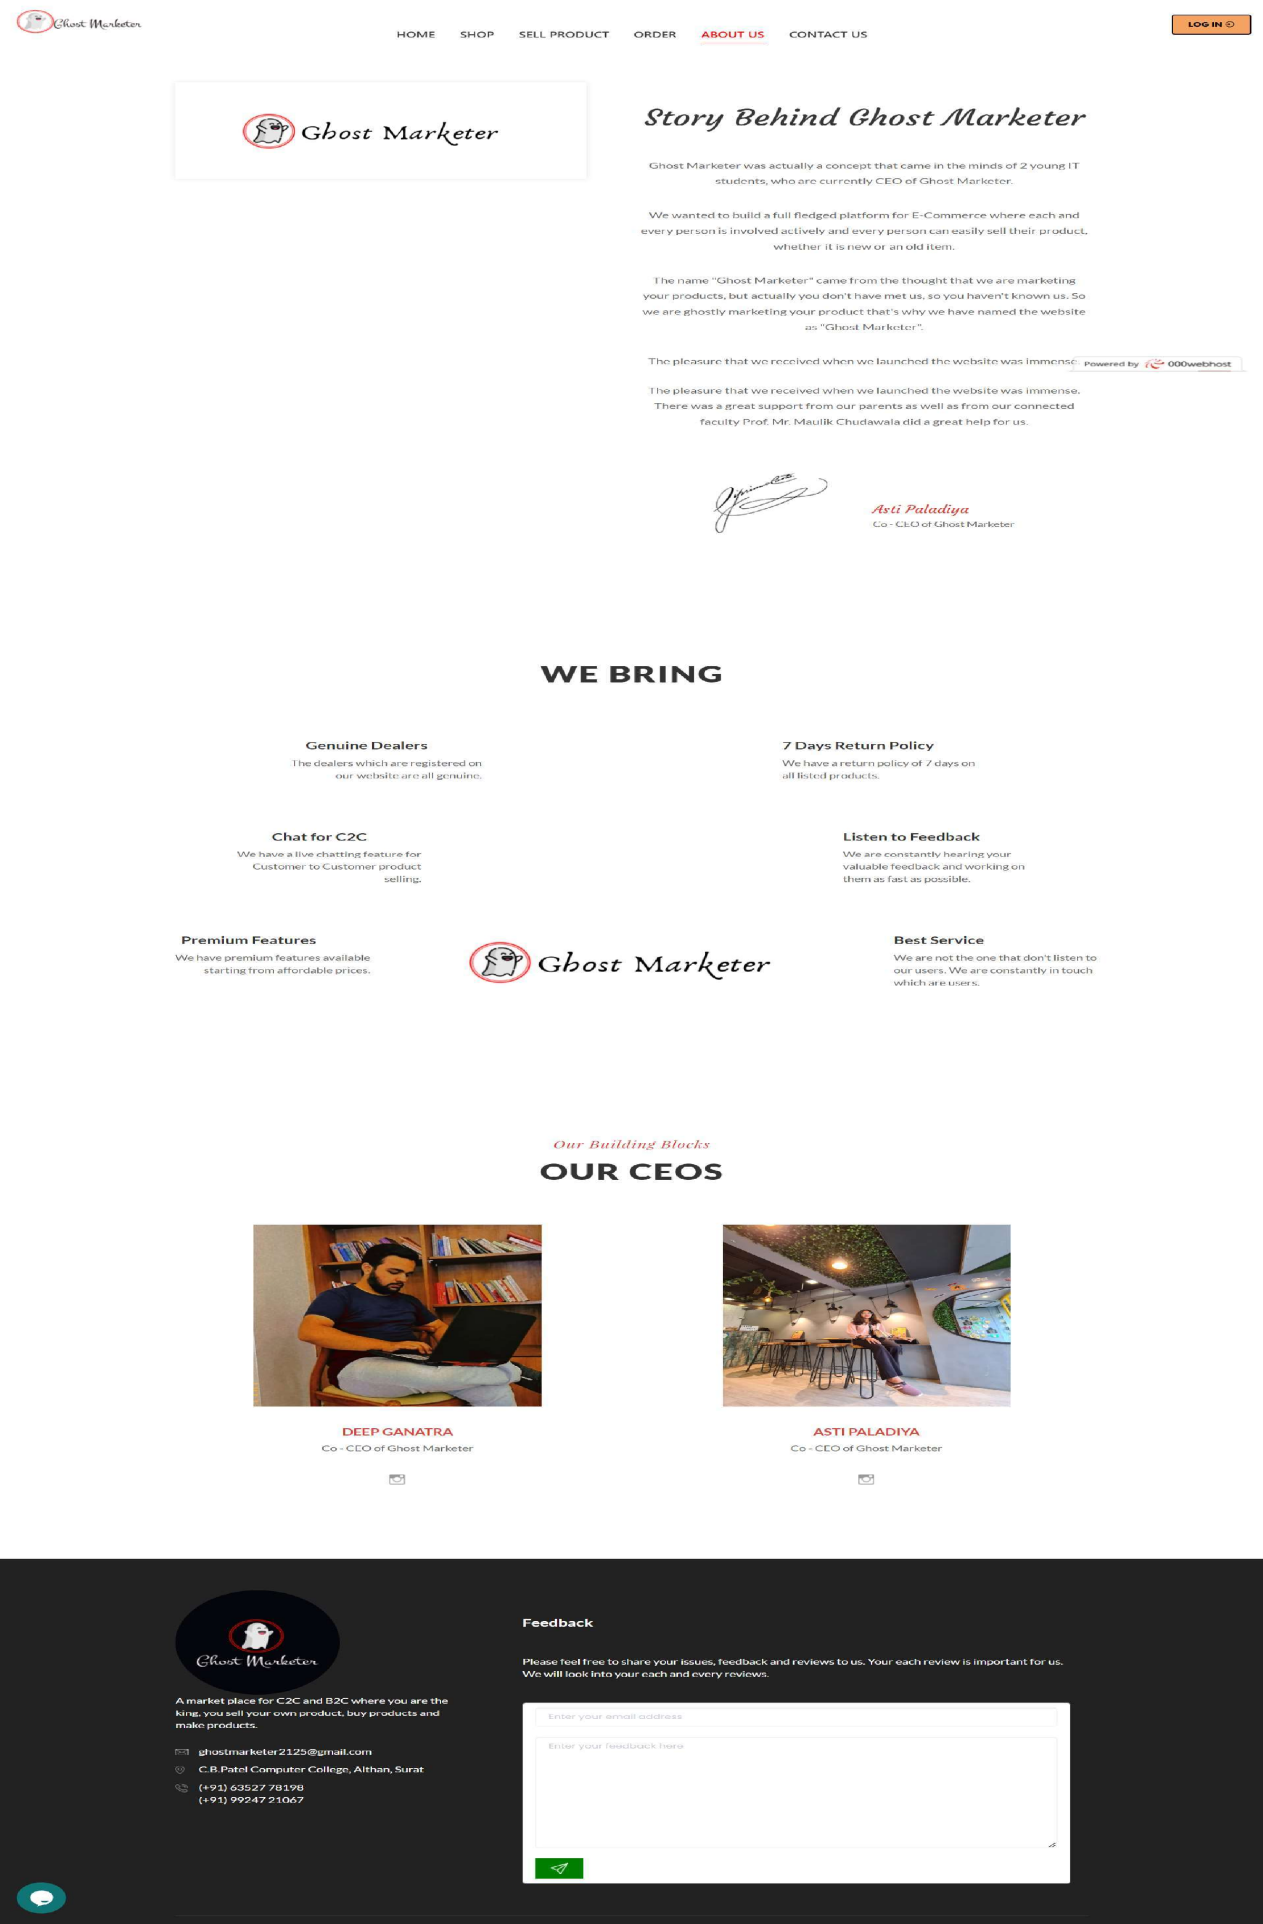 Ghost Marketer
HOME SHOP SELL PRODUCT ORDER ABOUT US CONTACT US
LOG IN
Ghost Marketer
Story Behind Ghost Marketer
Ghost Marketer was actually a concept that came in the minds of 2 young IT
students, who are currently CEO of Ghost Marketer.
We wanted to build a full fledged platform for E-Commerce where each and
every person is involved actively and every person can easily sell their product,
whether it is new or an old item.
The name "Ghost Marketer" came from the thought that we are marketing
your products, but actually you don't have met us, so you haven't known us. So
we are ghostly marketing your product that's why we have named the website
as "Ghost Marketer".
The pleasure that we received when we launched the website was immense
Powered by 000webhost
The pleasure that we received when we launched the website was immense.
There was a great support from our parents as well as from our connected
faculty Prof. Mr. Maulik Chudawala did a great help for us.
Asti Paladiya
Co - CEO of Ghost Marketer
WE BRING
Genuine Dealers
The dealers which are registered on
our website are all genuine.
7 Days Return Policy
We have a return policy of 7 days on
all listed products.
Chat for C2C
We have a live chatting feature for
Customer to Customer product
selling.
Listen to Feedback
We are constantly hearing your
valuable feedback and working on
them as fast as possible.
Premium Features
We have premium features available
starting from affordable prices.
Ghost Marketer
Best Service
We are not the one that don't listen to
our users. We are constantly in touch
which are users.
Our Building Blocks
OUR CEOS
DEEP GANATRA
Co - CEO of Ghost Marketer
ASTI PALADIYA
Co - CEO of Ghost Marketer
Ghost Marketer
A market place for C2C and B2C where you are the
king, you sell your own product, buy products and
make products.
ghostmarketer2125@gmail.com
C.B.Patel Computer College, Althan, Surat
(+91) 63527 78198
(+91) 99247 21067
Feedback
Please feel free to share your issues, feedback and reviews to us. Your each review is important for us.
We will look into your each and every reviews.
Enter your email address
Enter your feedback here